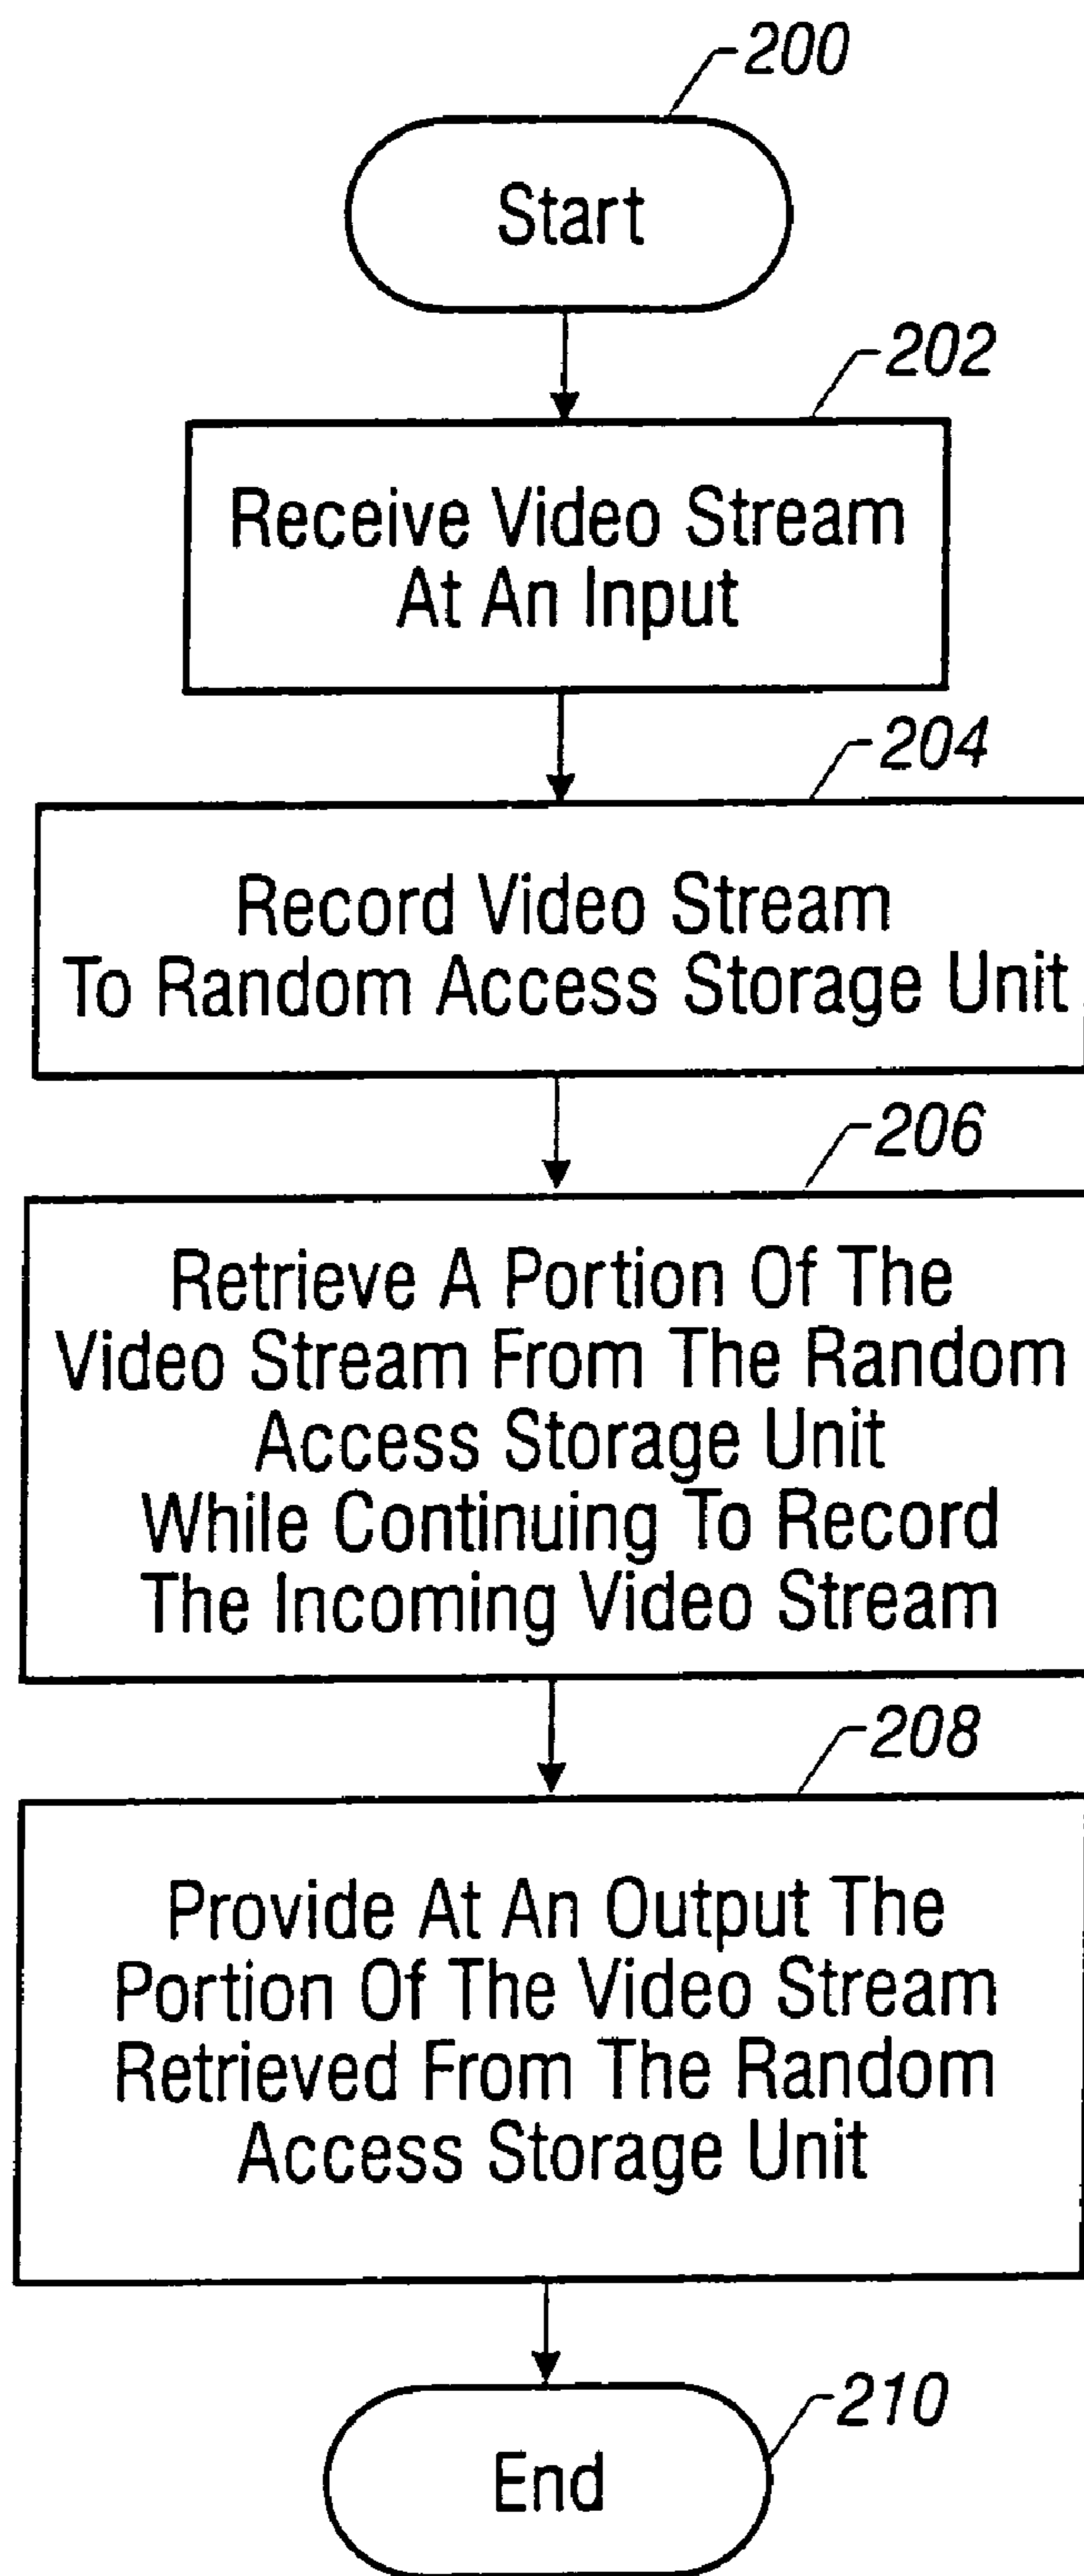 200
Start
202
Receive Video Stream
At An Input
204
Record Video Stream
To Random Access Storage Unit
206
Retrieve A Portion Of The
Video Stream From The Random
Access Storage Unit
While Continuing To Record
The Incoming Video Stream
208
Provide At An Output The
Portion Of The Video Stream
Retrieved From The Random
Access Storage Unit
210
End